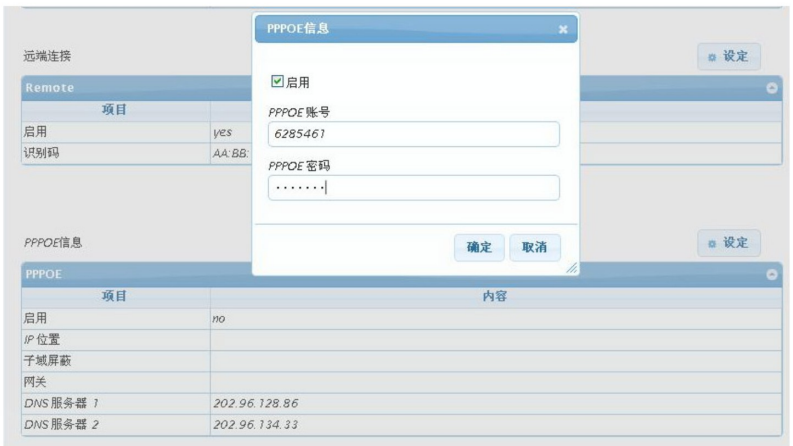 PPPOE信息
远端连接
设定
Remote
项目
启用 yes
识别码 AA:BB:
启用
PPPOE 账号
6285461
PPPOE 密码
·······
确定 取消
PPPOE信息
设定
PPPOE
项目 内容
启用 no
IP 位置
子域屏蔽
网关
DNS 服务器 1 202.96.128.86
DNS 服务器 2 202.96.134.33